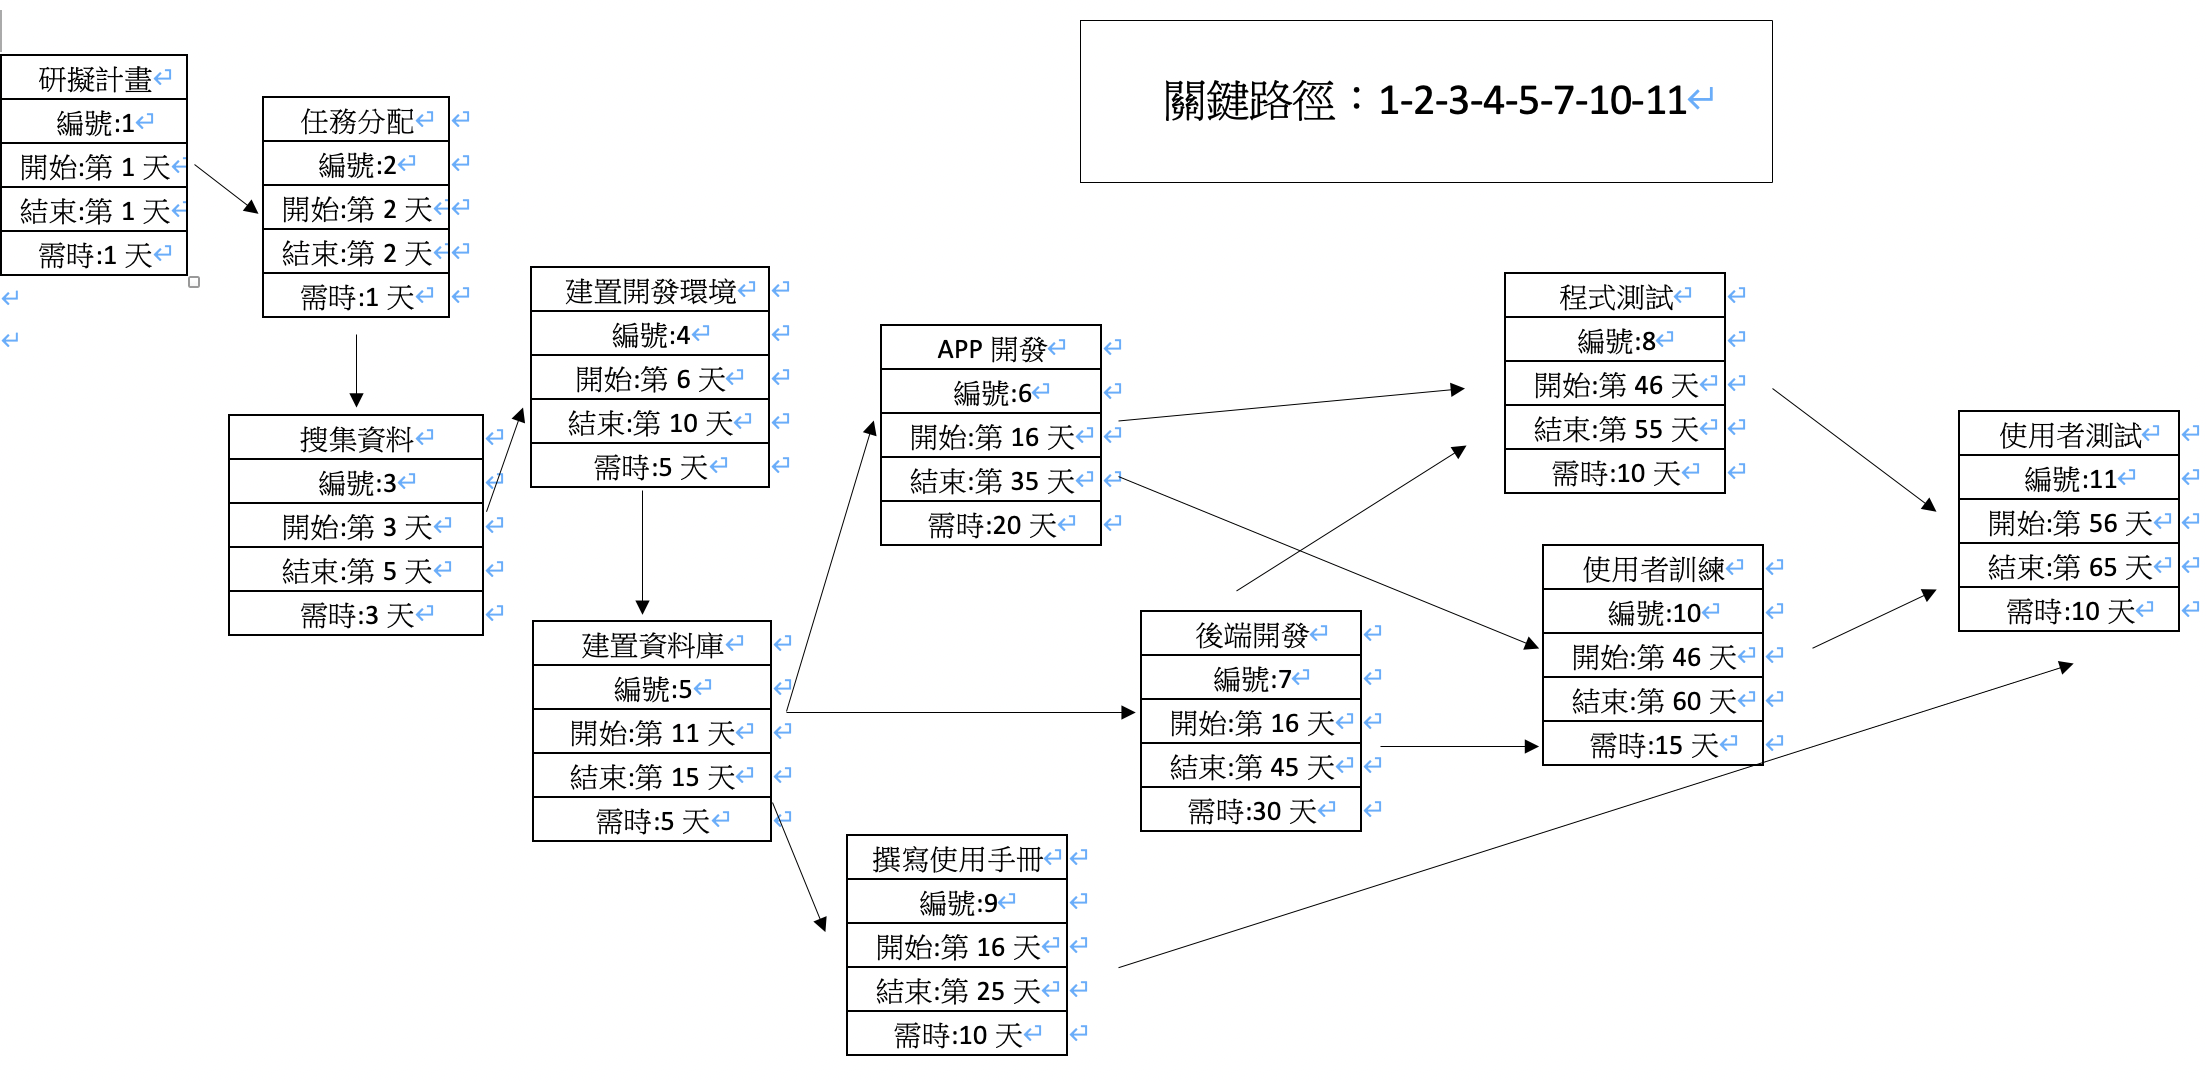 研擬計畫
編號:1
開始:第 1 天
結束:第 1 天
需時:1 天
任務分配
編號:2
開始:第 2 天
結束:第 2 天
需時:1 天
搜集資料
編號:3
開始:第 3 天
結束:第 5 天
需時:3 天
建置開發環境
編號:4
開始:第 6 天
結束:第 10 天
需時:5 天
建置資料庫
編號:5
開始:第 11 天
結束:第 15 天
需時:5 天
APP 開發
編號:6
開始:第 16 天
結束:第 35 天
需時:20 天
後端開發
編號:7
開始:第 16 天
結束:第 45 天
需時:30 天
撰寫使用手冊
編號:9
開始:第 16 天
結束:第 25 天
需時:10 天
關鍵路徑：1-2-3-4-5-7-10-11
程式測試
編號:8
開始:第 46 天
結束:第 55 天
需時:10 天
使用者訓練
編號:10
開始:第 46 天
結束:第 60 天
需時:15 天
使用者測試
編號:11
開始:第 56 天
結束:第 65 天
需時:10 天